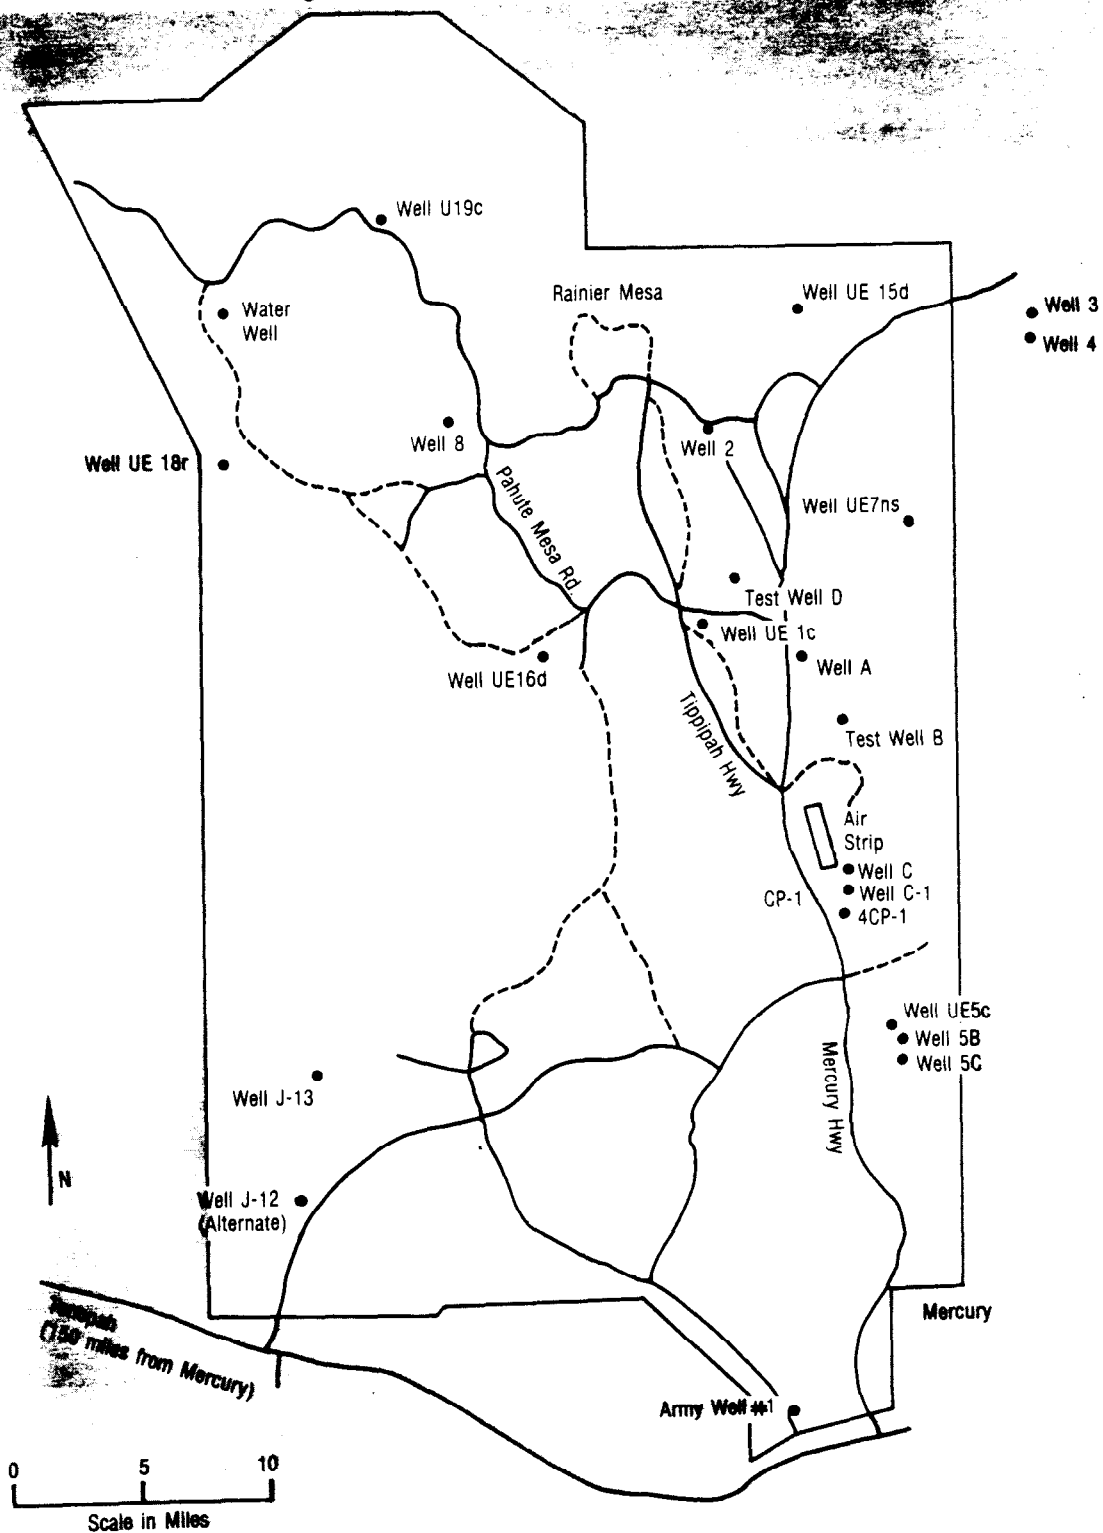 Well U19c
Rainier Mesa
Well UE 15d
Water
Well
Well 3
Well 4
Well 8
Well 2
Well UE 18r
Pahute Mesa Rd.
Well UE7ns
Test Well D
Well UE 1c
Well A
Well UE16d
Tippipah Hwy
Test Well B
Air
Strip
Well C
CP-1
Well C-1
4CP-1
Well UE5c
Well 5B
Well 5C
Mercury Hwy
Well J-13
N
Well J-12
(Alternate)
Mercury
Tonopah
(150 miles from Mercury)
Army Well #1
0 5 10
Scale in Miles